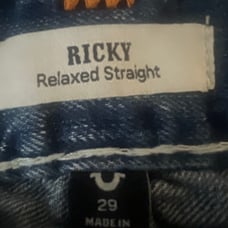 RICKY
Relaxed Straight
29
MADE IN